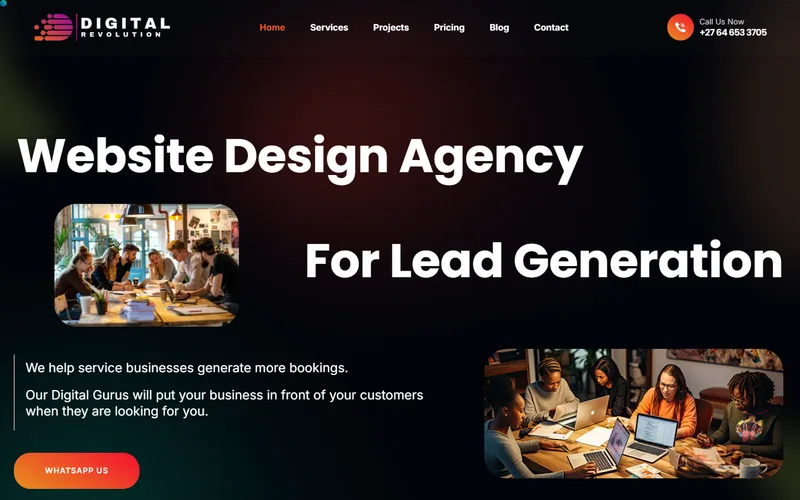 DIGITAL
REVOLUTION
Home
Services
Projects
Pricing
Blog
Contact
Call Us Now
+27 64 653 3705
Website Design Agency
For Lead Generation
We help service businesses generate more bookings.
Our Digital Gurus will put your business in front of your customers
when they are looking for you.
WHATSAPP US